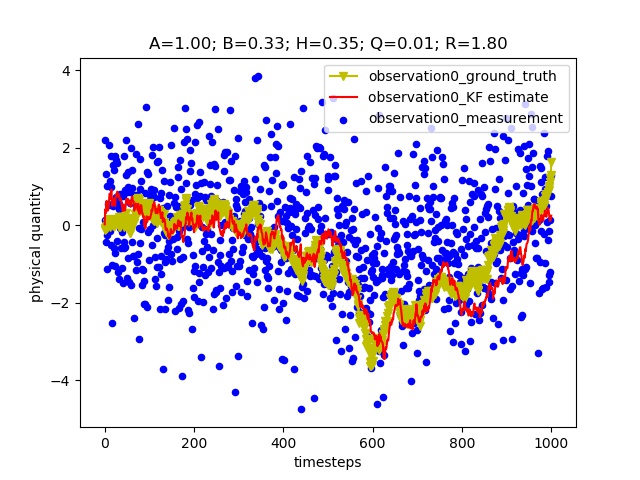 A=1.00; B=0.33; H=0.35; Q=0.01; R=1.80
observation0_ground_truth
observation0_KF estimate
observation0_measurement
physical quantity
4
2
0
−2
−4
0 200 400 600 800 1000
timesteps